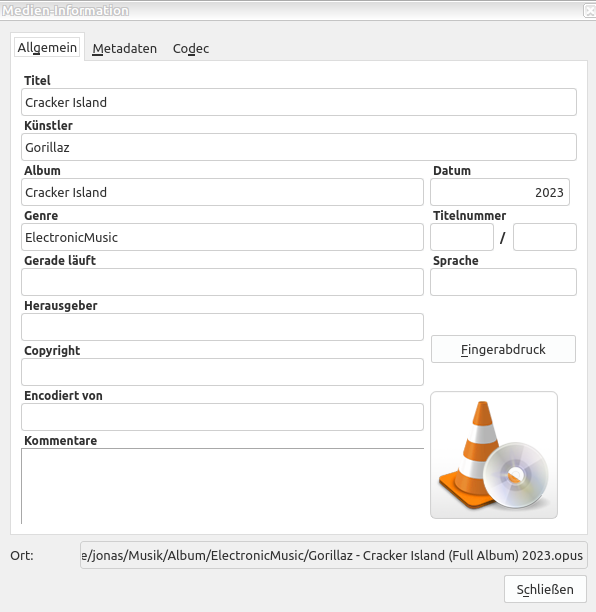 Medien-Information
Allgemein Metadaten Codec
Titel
Cracker Island
Künstler
Gorillaz
Album Datum
Cracker Island 2023
Genre Titelnummer
ElectronicMusic /
Gerade läuft Sprache
Herausgeber
Fingerabdruck
Copyright
Encodiert von
Kommentare
Ort: e/jonas/Musik/Album/ElectronicMusic/Gorillaz - Cracker Island (Full Album) 2023.opus
Schließen